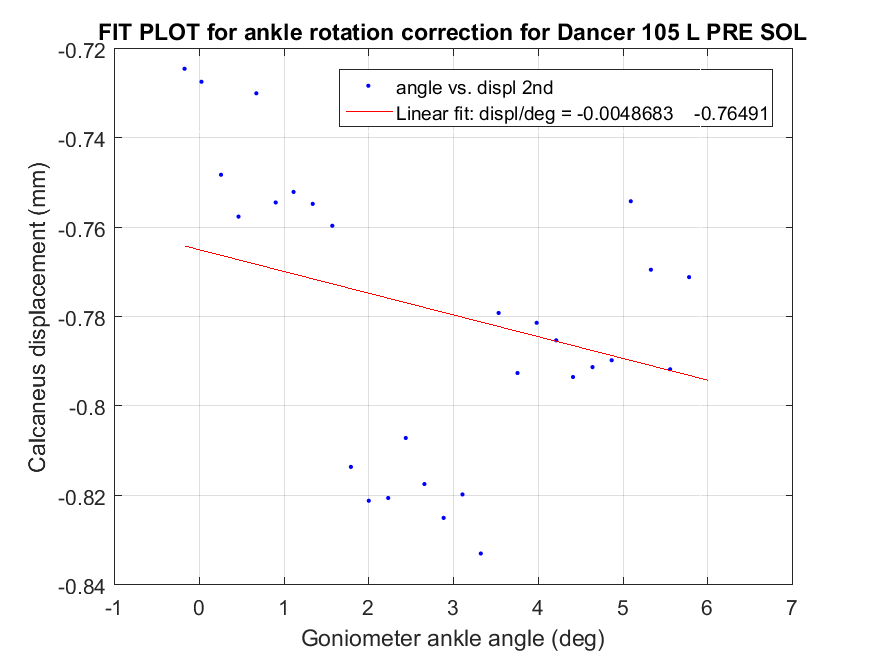 FIT PLOT for ankle rotation correction for Dancer 105 L PRE SOL
angle vs. displ 2nd
Linear fit: displ/deg = -0.0048683 -0.76491
-0.72
-0.74
-0.76
-0.78
-0.8
-0.82
-0.84
Calcaneus displacement (mm)
-1 0 1 2 3 4 5 6 7
Goniometer ankle angle (deg)